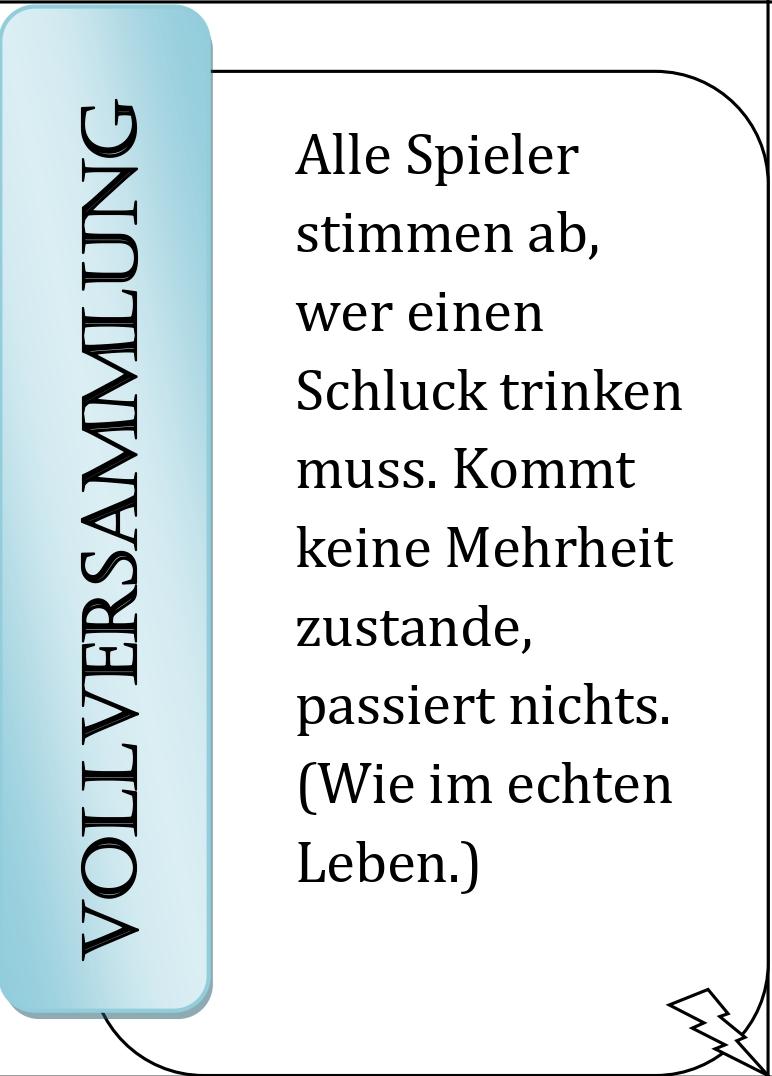 VOLLVERSAMMLUNG
Alle Spieler
stimmen ab,
wer einen
Schluck trinken
muss. Kommt
keine Mehrheit
zustande,
passiert nichts.
(Wie im echten
Leben.)